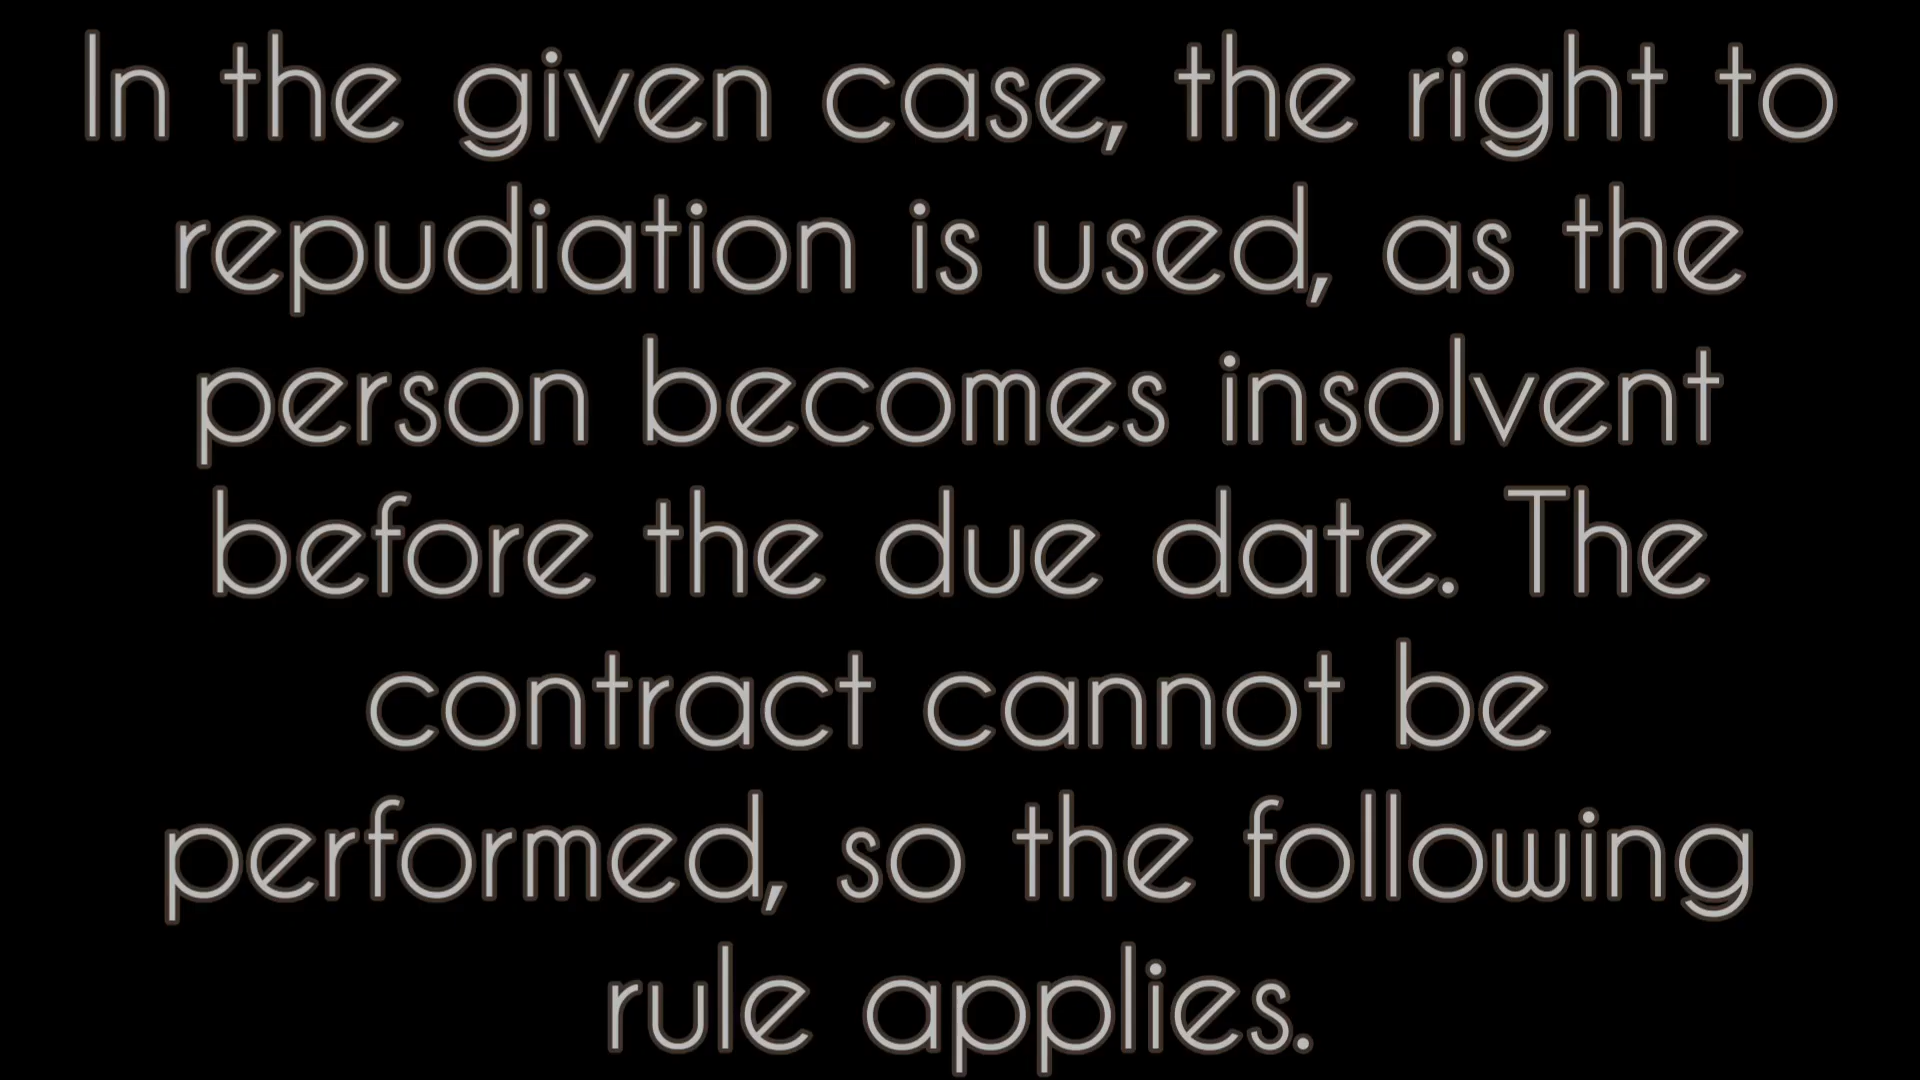 In the given case, the right to
repudiation is used, as the
person becomes insolvent
before the due date. The
contract cannot be
performed, so the following
rule applies.